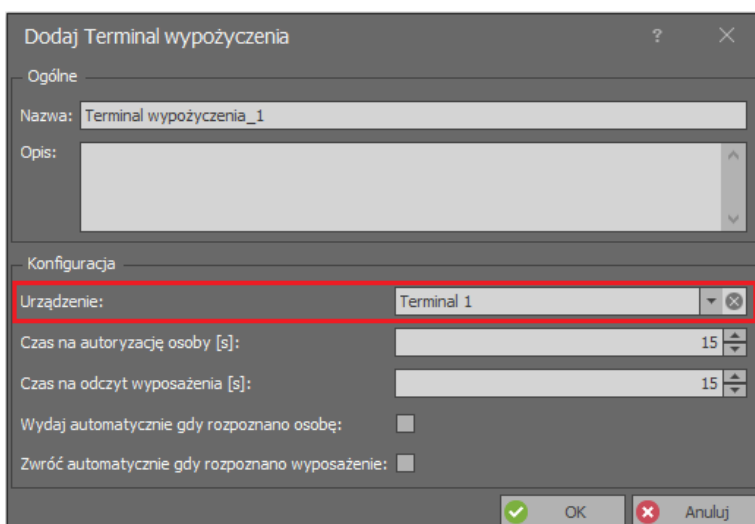 Dodaj Terminal wypożyczenia ?
Ogólne
Nazwa: Terminal wypożyczenia_1
Opis:
Konfiguracja
Urządzenie: Terminal 1
Czas na autoryzację osoby [s]: 15
Czas na odczyt wyposażenia [s]: 15
Wydaj automatycznie gdy rozpoznano osobę:
Zwróć automatycznie gdy rozpoznano wyposażenie:
OK Anuluj